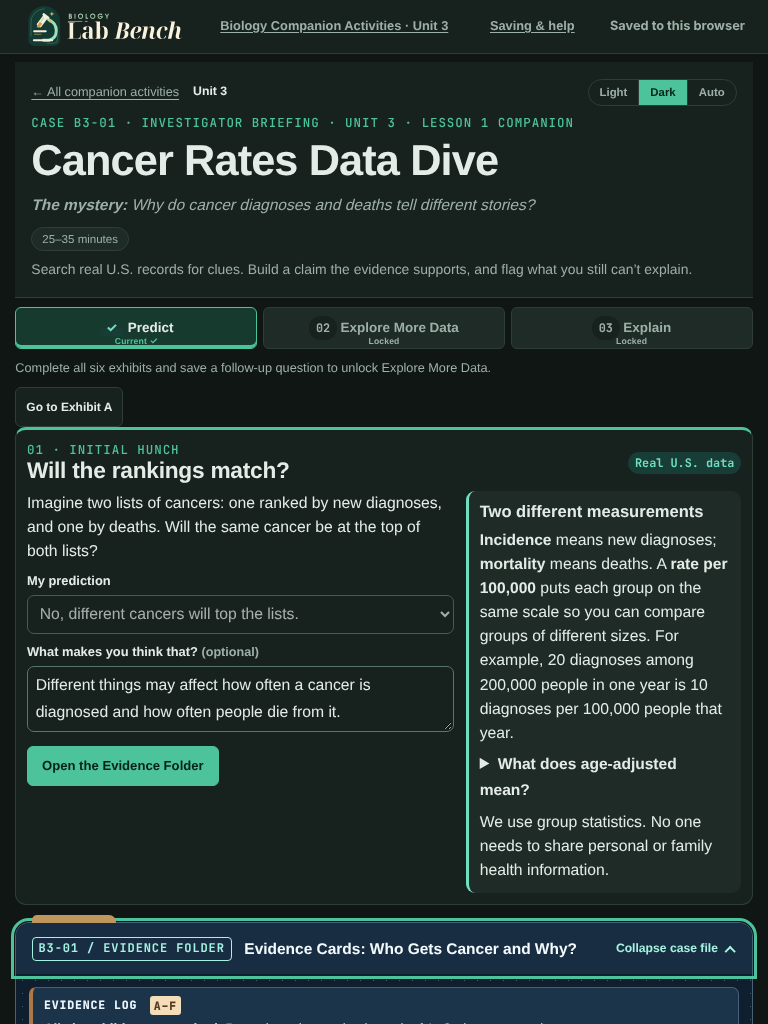 BIOLOGY
Lab Bench
Biology Companion Activities · Unit 3
Saving & help
Saved to this browser
← All companion activities
Unit 3
Light
Dark
Auto
CASE B3-01 · INVESTIGATOR BRIEFING · UNIT 3 · LESSON 1 COMPANION
Cancer Rates Data Dive
The mystery: Why do cancer diagnoses and deaths tell different stories?
25–35 minutes
Search real U.S. records for clues. Build a claim the evidence supports, and flag what you still can’t explain.
✓ Predict
Current ✓
02 Explore More Data
Locked
03 Explain
Locked
Complete all six exhibits and save a follow-up question to unlock Explore More Data.
Go to Exhibit A
01 · INITIAL HUNCH
Will the rankings match?
Real U.S. data
Imagine two lists of cancers: one ranked by new diagnoses,
and one by deaths. Will the same cancer be at the top of
both lists?
My prediction
No, different cancers will top the lists.
What makes you think that? (optional)
Different things may affect how often a cancer is
diagnosed and how often people die from it.
Open the Evidence Folder
Two different measurements
Incidence means new diagnoses;
mortality means deaths. A rate per
100,000 puts each group on the
same scale so you can compare
groups of different sizes. For
example, 20 diagnoses among
200,000 people in one year is 10
diagnoses per 100,000 people that
year.
▶ What does age-adjusted
mean?
We use group statistics. No one
needs to share personal or family
health information.
B3-01 / EVIDENCE FOLDER
Evidence Cards: Who Gets Cancer and Why?
Collapse case file
EVIDENCE LOG
A–F